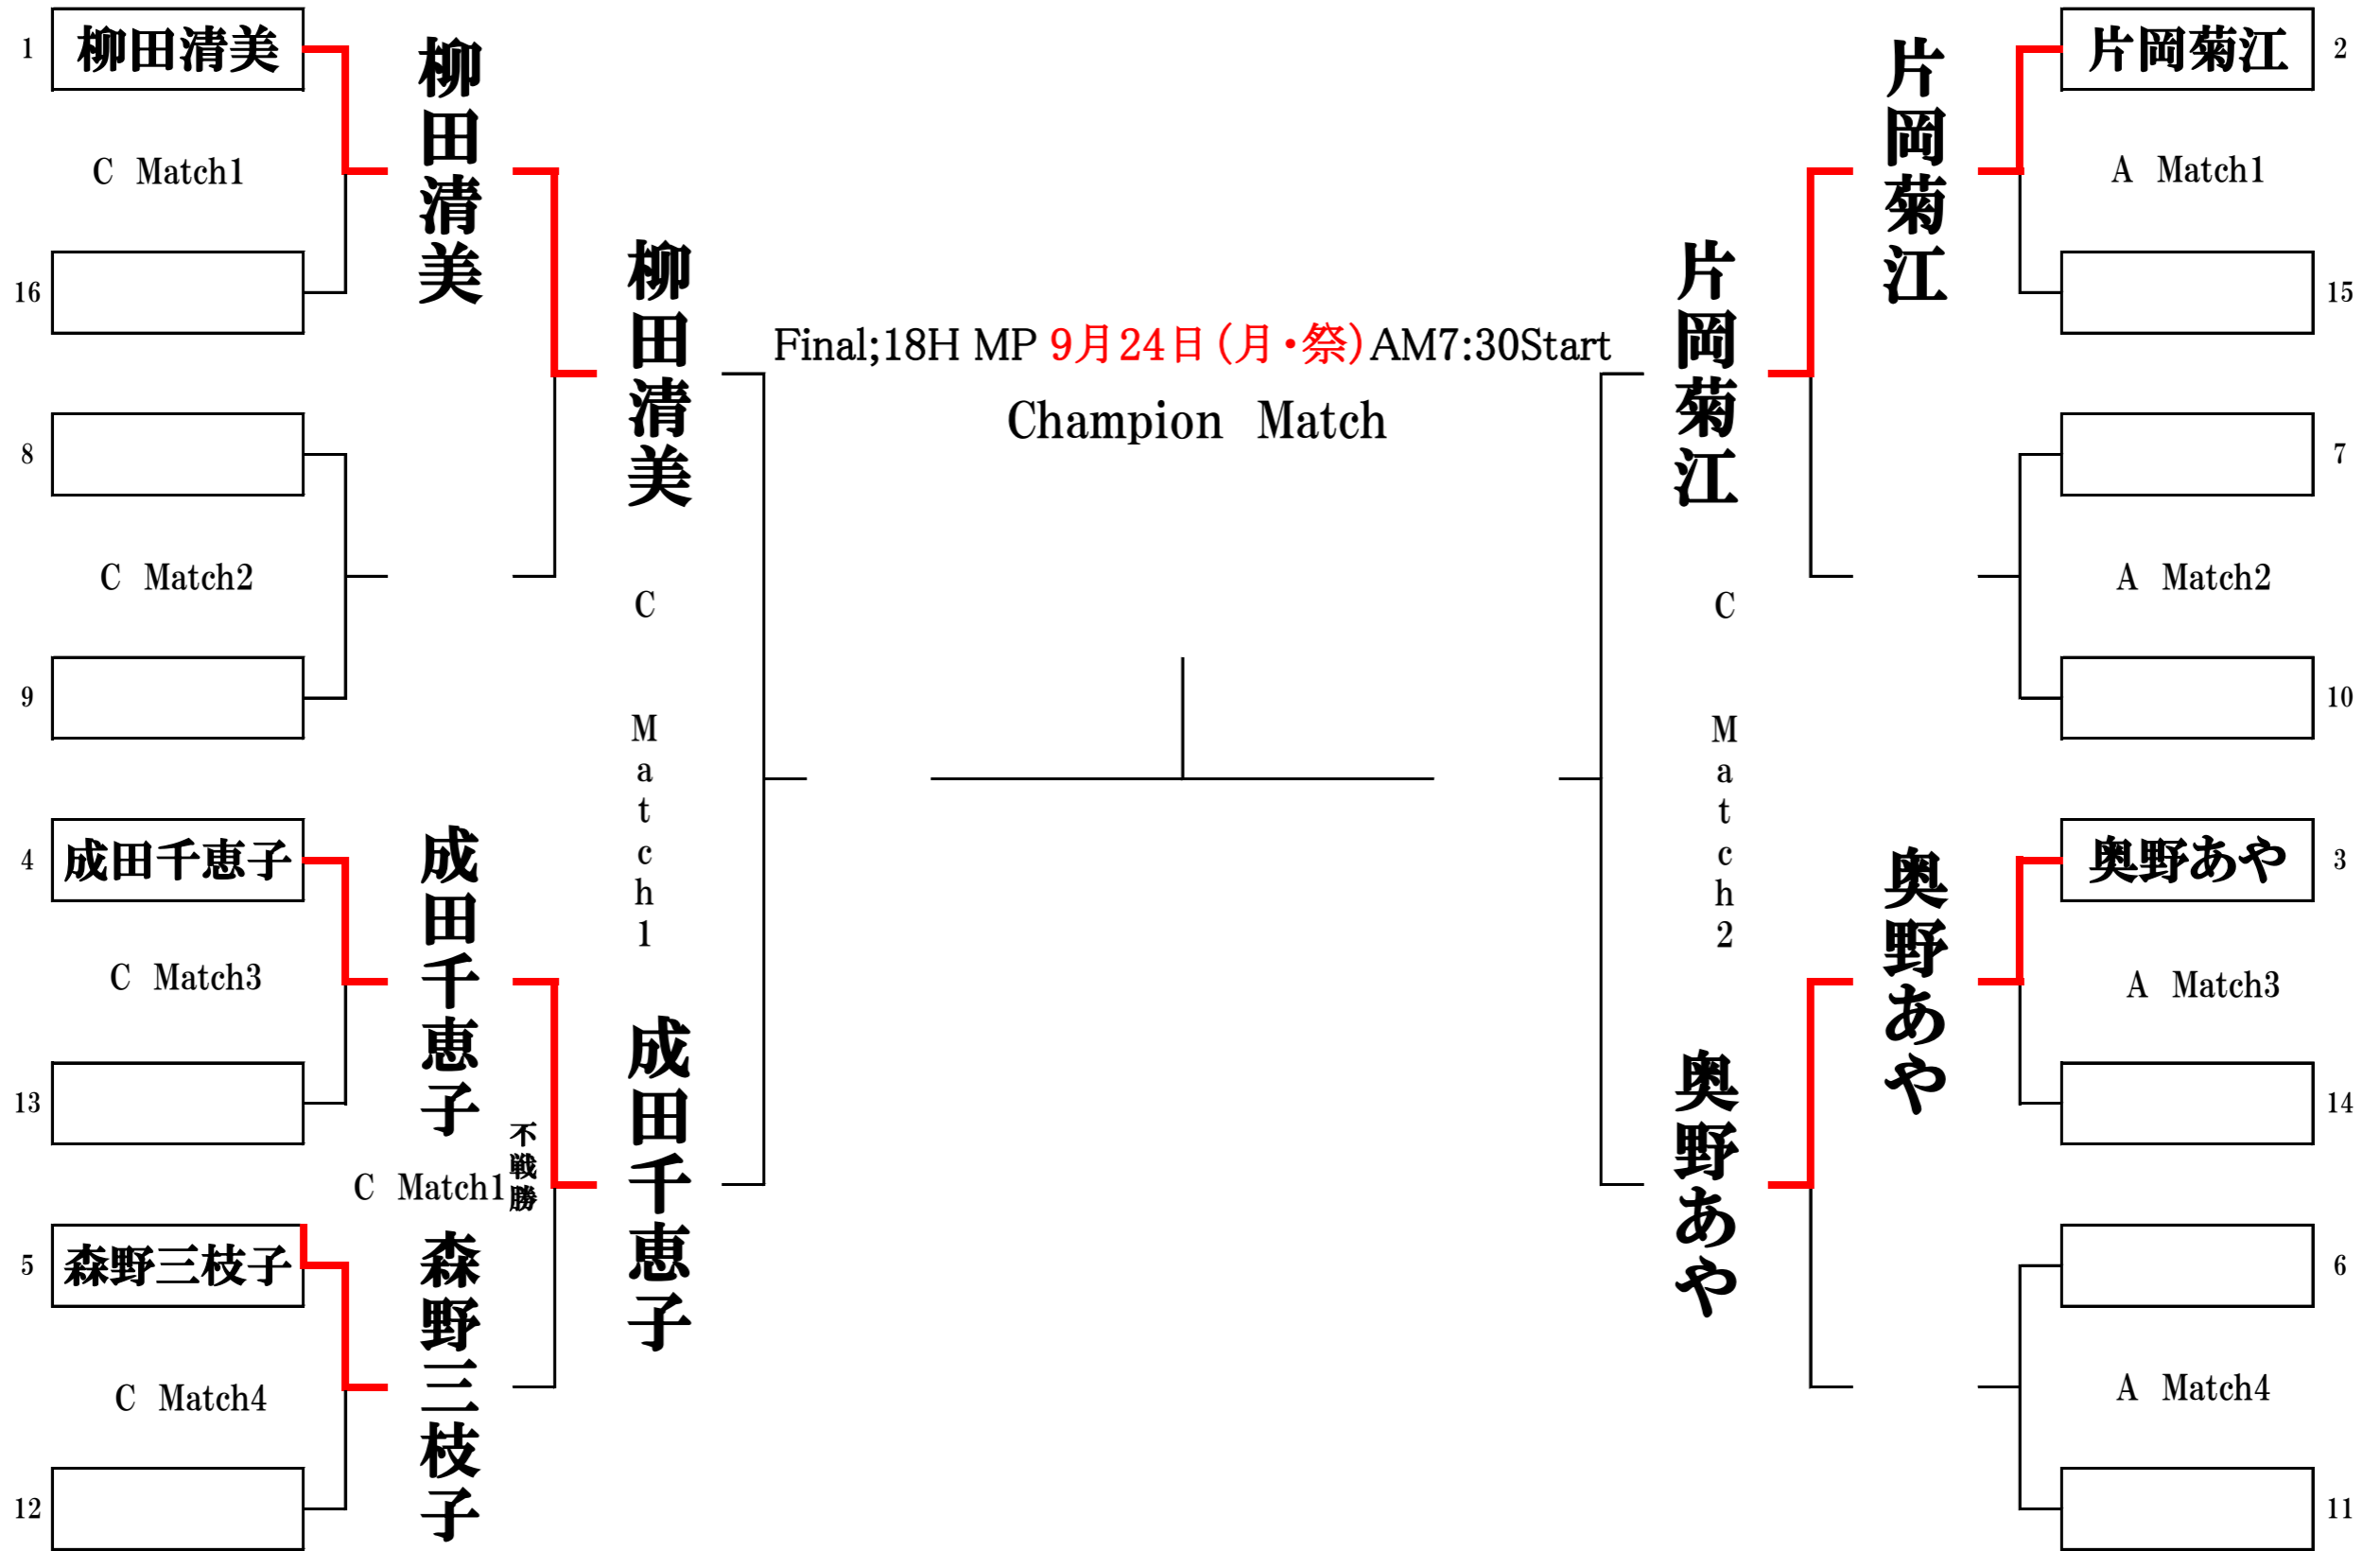 1
柳田清美
C Match1
16
8
C Match2
9
4
成田千恵子
C Match3
13
5
森野三枝子
C Match4
12
柳田清美
成田千恵子
C Match1
不戦勝
森野三枝子
柳田清美
C Match1
成田千恵子
Final;18H MP 9月24日(月・祭)AM7:30Start
Champion Match
片岡菊江
C Match2
奥野あや
片岡菊江
奥野あや
片岡菊江
2
A Match1
15
7
A Match2
10
奥野あや
3
A Match3
14
6
A Match4
11